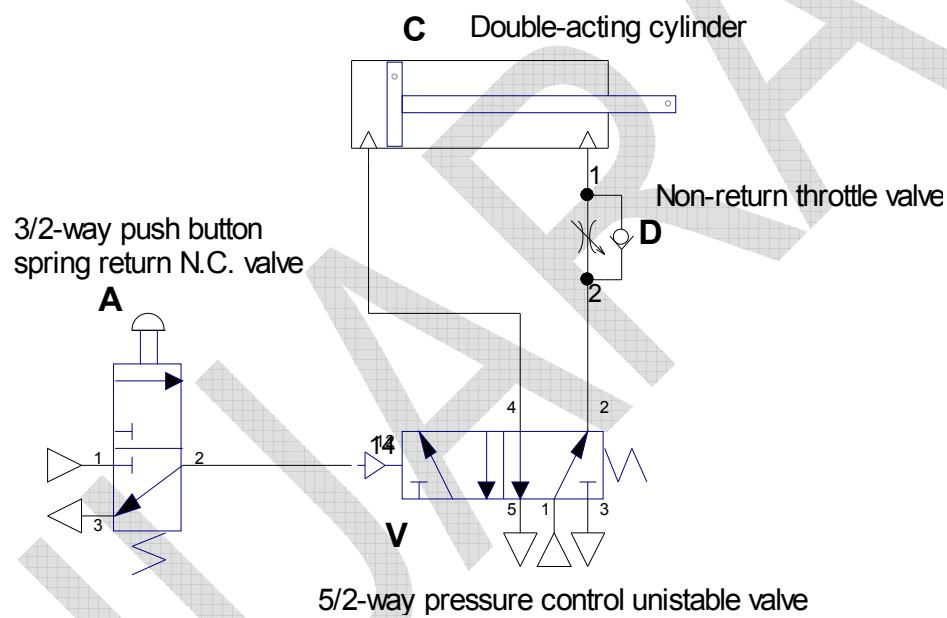 C Double-acting cylinder
1
Non-return throttle valve
D
2
3/2-way push button
spring return N.C. valve
A
1 2
3
4 2
14
5 1 3
V
5/2-way pressure control unistable valve